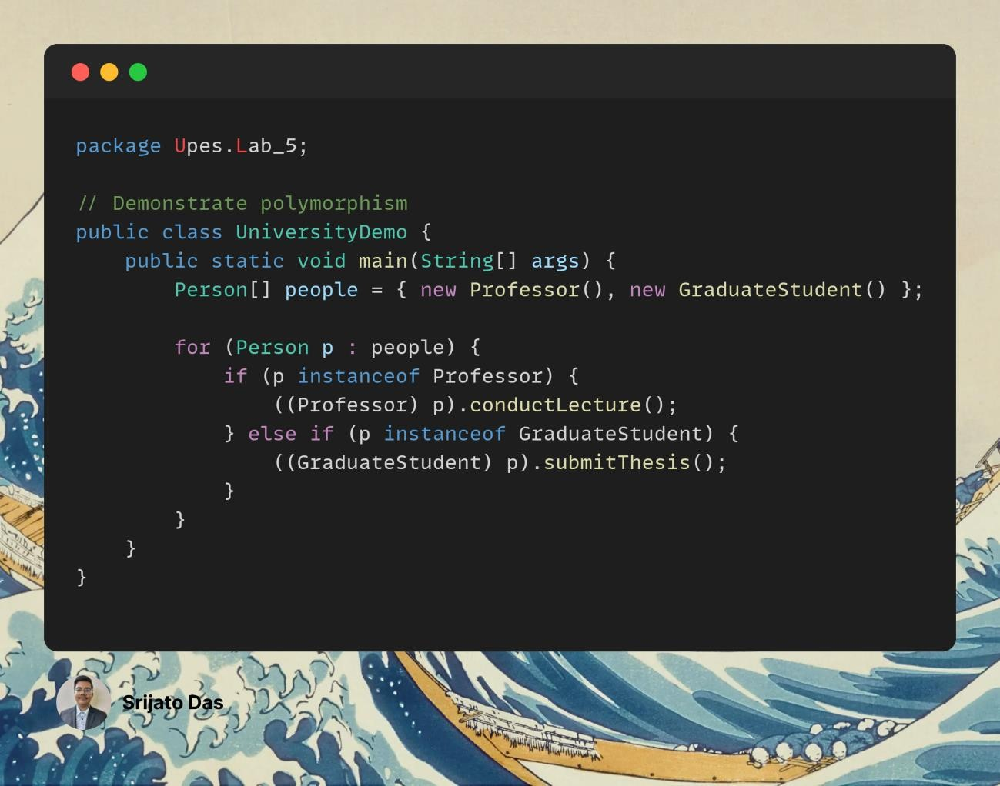 package Upes.Lab_5;
// Demonstrate polymorphism
public class UniversityDemo {
    public static void main(String[] args) {
        Person[] people = { new Professor(), new GraduateStudent() };
        for (Person p : people) {
            if (p instanceof Professor) {
                ((Professor) p).conductLecture();
            } else if (p instanceof GraduateStudent) {
                ((GraduateStudent) p).submitThesis();
            }
        }
    }
}
Srijato Das